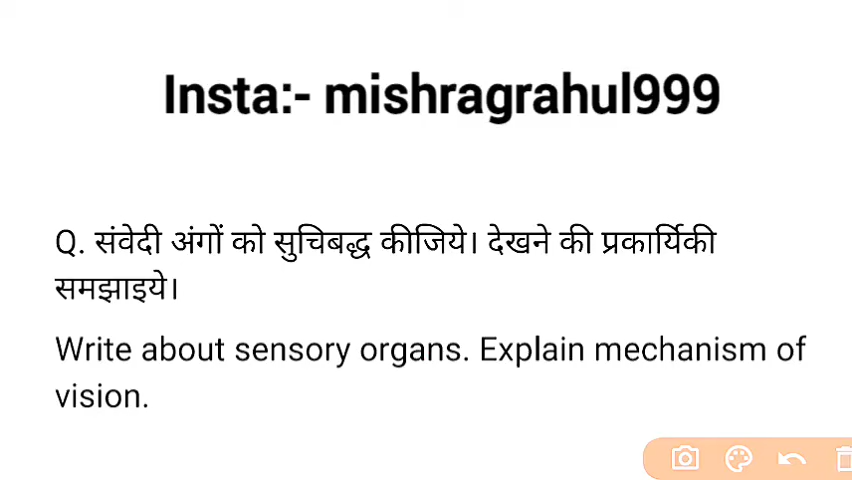 Insta:- mishragrahul999
Q. संवेदी अंगों को सुचिबद्ध कीजिये। देखने की प्रकार्यिकी
समझाइये।
Write about sensory organs. Explain mechanism of
vision.